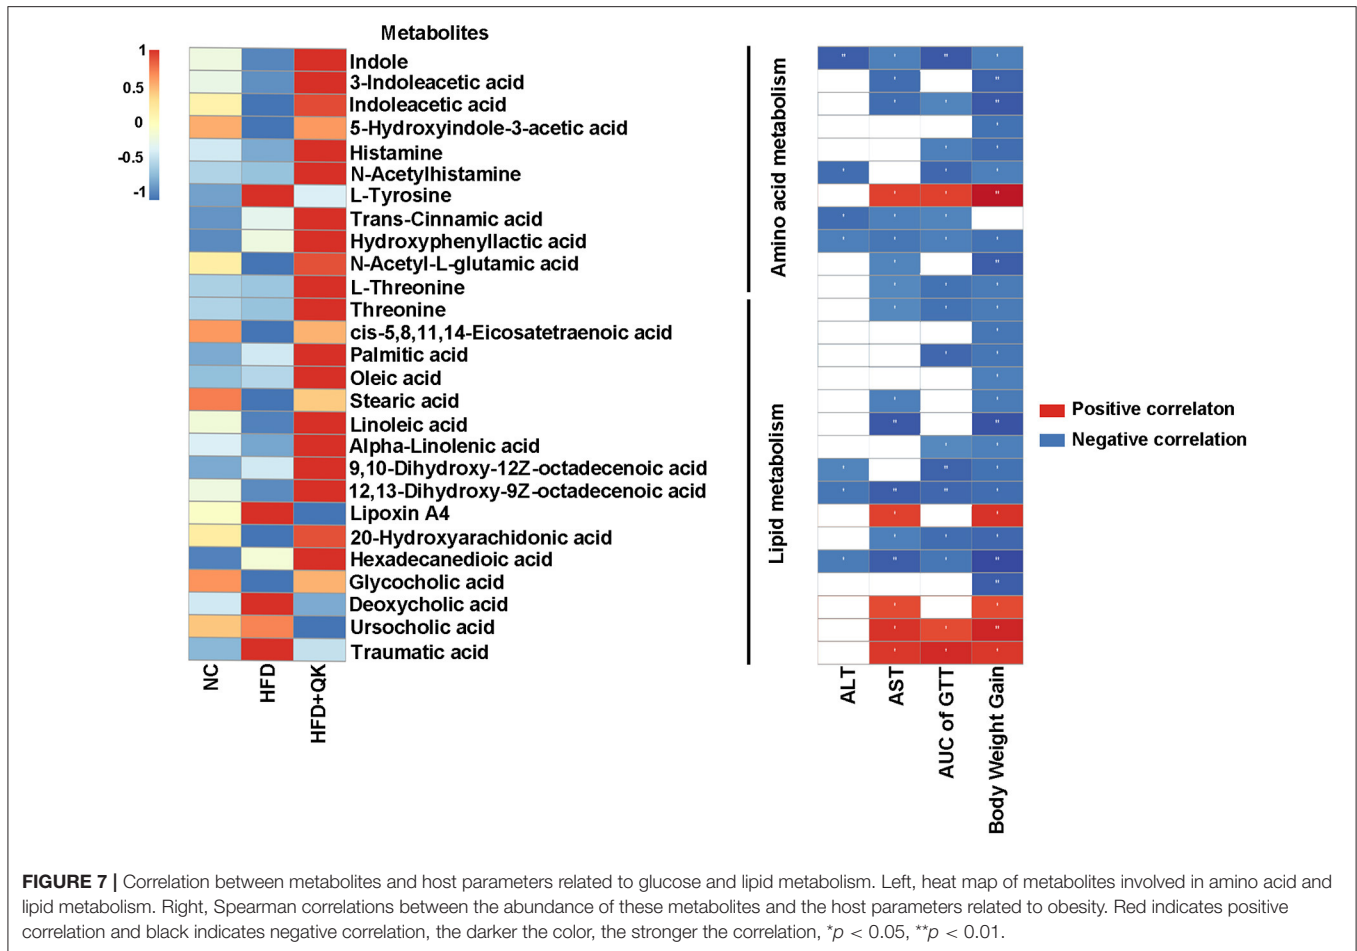 Metabolites
1
0.5
0
-0.5
-1
Indole
3-Indoleacetic acid
Indoleacetic acid
5-Hydroxyindole-3-acetic acid
Histamine
N-Acetylhistamine
L-Tyrosine
Trans-Cinnamic acid
Hydroxyphenyllactic acid
N-Acetyl-L-glutamic acid
L-Threonine
Threonine
cis-5,8,11,14-Eicosatetraenoic acid
Palmitic acid
Oleic acid
Stearic acid
Linoleic acid
Alpha-Linolenic acid
9,10-Dihydroxy-12Z-octadecenoic acid
12,13-Dihydroxy-9Z-octadecenoic acid
Lipoxin A4
20-Hydroxyarachidonic acid
Hexadecanedioic acid
Glycocholic acid
Deoxycholic acid
Ursocholic acid
Traumatic acid
NC
HFD
HFD+QK
Amino acid metabolism
Lipid metabolism
ALT
AST
AUC of GTT
Body Weight Gain
Positive correlaton
Negative correlation
FIGURE 7 | Correlation between metabolites and host parameters related to glucose and lipid metabolism. Left, heat map of metabolites involved in amino acid and
lipid metabolism. Right, Spearman correlations between the abundance of these metabolites and the host parameters related to obesity. Red indicates positive
correlation and black indicates negative correlation, the darker the color, the stronger the correlation, *p < 0.05, **p < 0.01.